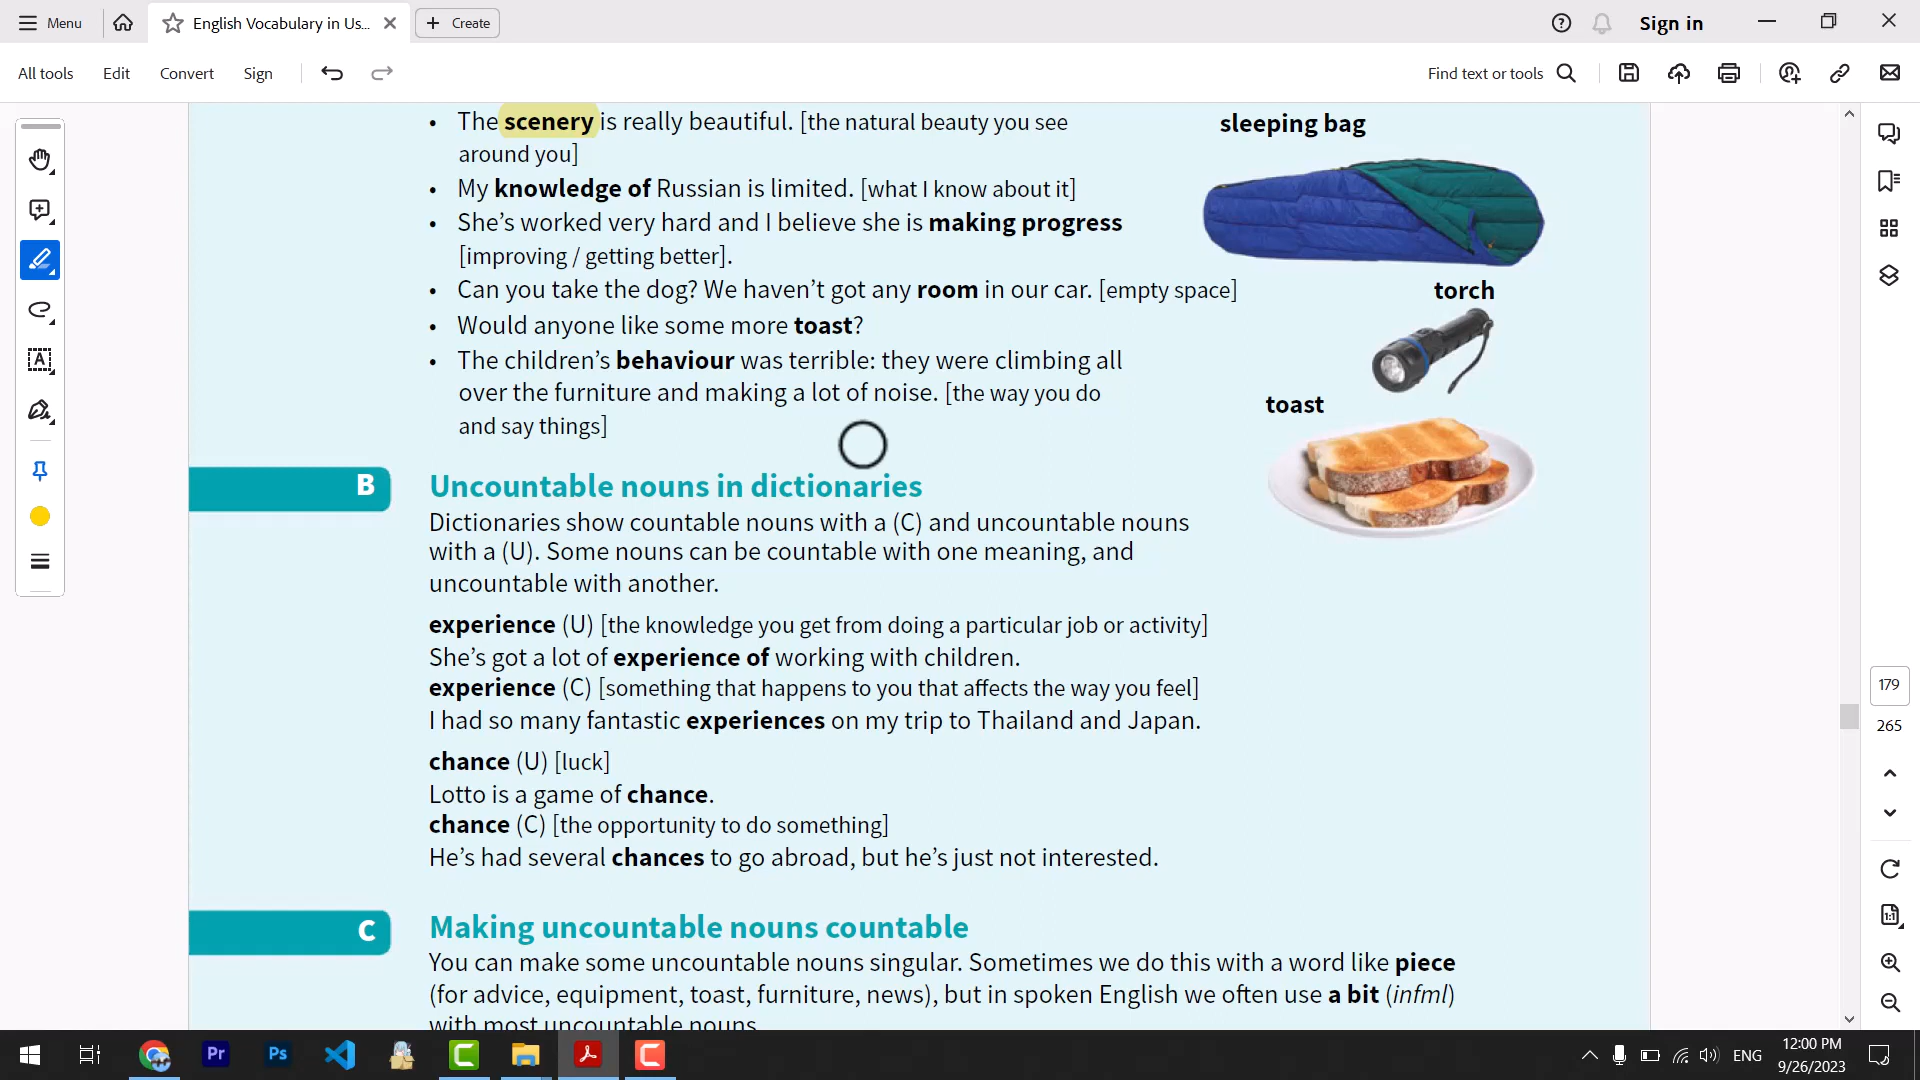 Menu
English Vocabulary in Us...
Create
Sign in
All tools
Edit
Convert
Sign
Find text or tools
• The scenery is really beautiful. [the natural beauty you see
around you]
• My knowledge of Russian is limited. [what I know about it]
• She's worked very hard and I believe she is making progress
[improving / getting better].
• Can you take the dog? We haven't got any room in our car. [empty space]
• Would anyone like some more toast?
• The children's behaviour was terrible: they were climbing all
over the furniture and making a lot of noise. [the way you do
and say things]
sleeping bag
torch
toast
B
Uncountable nouns in dictionaries
Dictionaries show countable nouns with a (C) and uncountable nouns
with a (U). Some nouns can be countable with one meaning, and
uncountable with another.
experience (U) [the knowledge you get from doing a particular job or activity]
She's got a lot of experience of working with children.
experience (C) [something that happens to you that affects the way you feel]
I had so many fantastic experiences on my trip to Thailand and Japan.
chance (U) [luck]
Lotto is a game of chance.
chance (C) [the opportunity to do something]
He's had several chances to go abroad, but he's just not interested.
C
Making uncountable nouns countable
You can make some uncountable nouns singular. Sometimes we do this with a word like piece
(for advice, equipment, toast, furniture, news), but in spoken English we often use a bit (infml)
with most uncountable nouns.
179
265
1:1
Pr
Ps
ENG
12:00 PM
9/26/2023